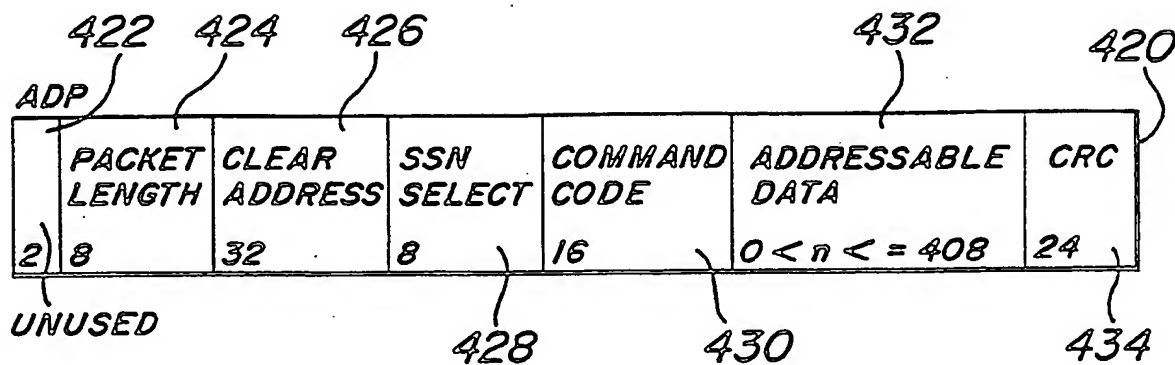 422 424 426 432 420
ADP
PACKET LENGTH CLEAR ADDRESS SSN SELECT COMMAND CODE ADDRESSABLE DATA CRC
2 8 32 8 16 0 < n < = 408 24
UNUSED
428 430 434